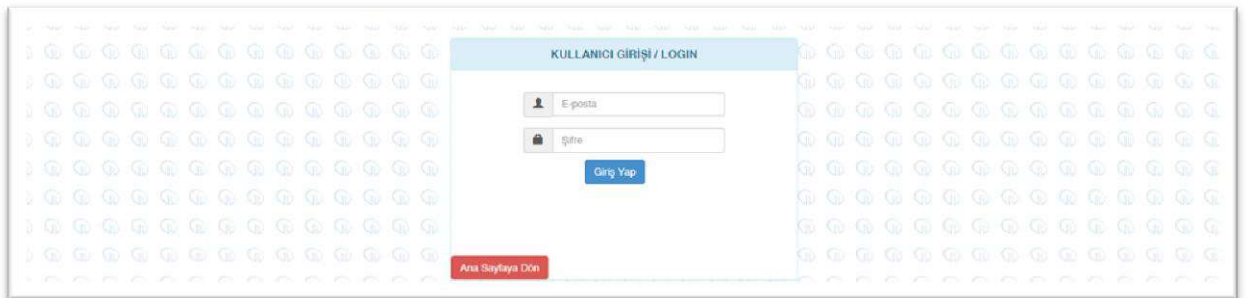 KULLANICI GİRİŞİ / LOGIN
E-posta
Şifre
Giriş Yap
Ana Sayfaya Dön